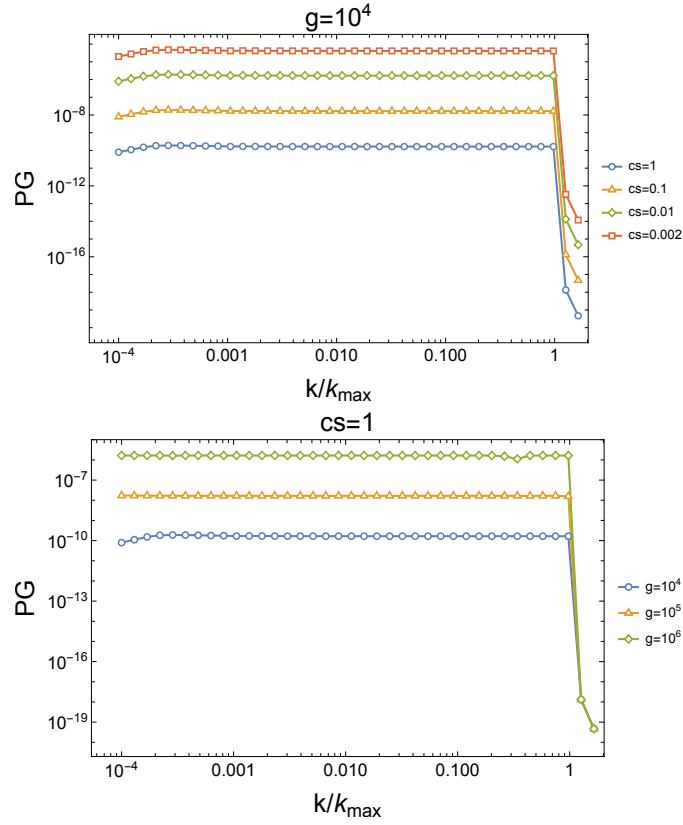 g=10⁴
PG
10⁻⁸
10⁻¹²
10⁻¹⁶
10⁻⁴
0.001
0.010
0.100
1
k/kₘₐₓ
cs=1
cs=0.1
cs=0.01
cs=0.002
cs=1
PG
10⁻⁷
10⁻¹⁰
10⁻¹³
10⁻¹⁶
10⁻¹⁹
10⁻⁴
0.001
0.010
0.100
1
k/kₘₐₓ
g=10⁴
g=10⁵
g=10⁶